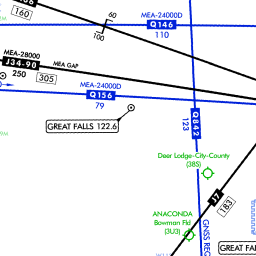 160
MEA-24000D
Q146
110
60
100
MEA-28000
J34-90
MEA GAP
250
305
MEA-24000D
Q156
79
GREAT FALLS 122.6
Q842
123
Deer Lodge-City-County
(38S)
J7
183
ANACONDA
Bowman Fld
(3U3)
GNSS REQ
GREAT FA